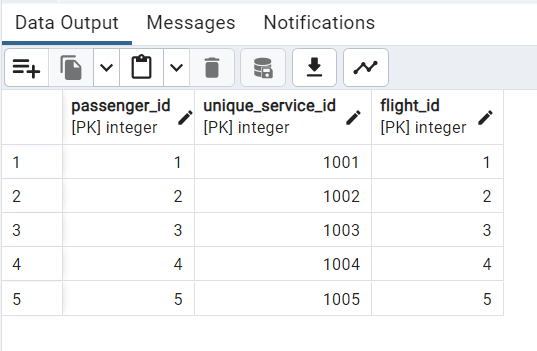 Data Output Messages Notifications
passenger_id unique_service_id flight_id
[PK] integer [PK] integer [PK] integer
1 1 1001 1
2 2 1002 2
3 3 1003 3
4 4 1004 4
5 5 1005 5